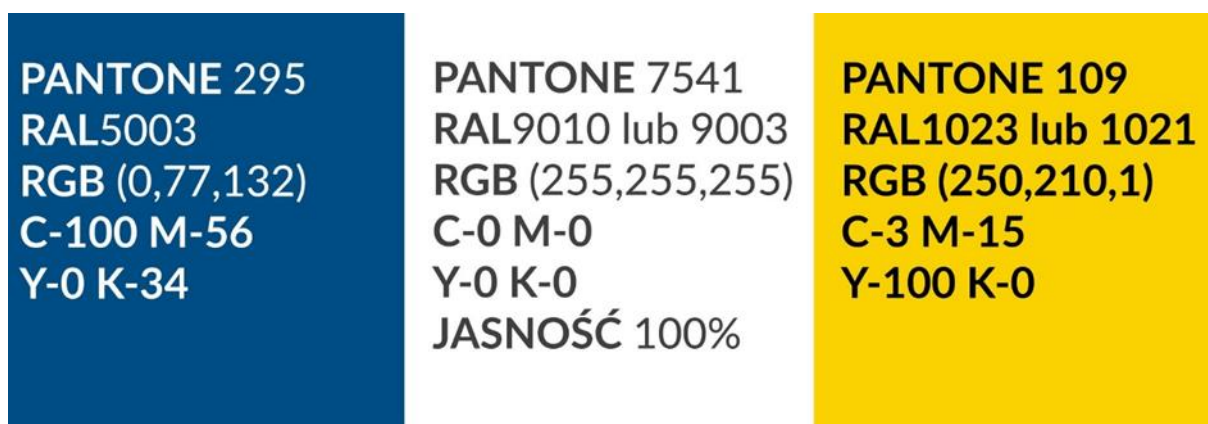 PANTONE 295
RAL5003
RGB (0,77,132)
C-100 M-56
Y-0 K-34
PANTONE 7541
RAL9010 lub 9003
RGB (255,255,255)
C-0 M-0
Y-0 K-0
JASNOŚĆ 100%
PANTONE 109
RAL1023 lub 1021
RGB (250,210,1)
C-3 M-15
Y-100 K-0